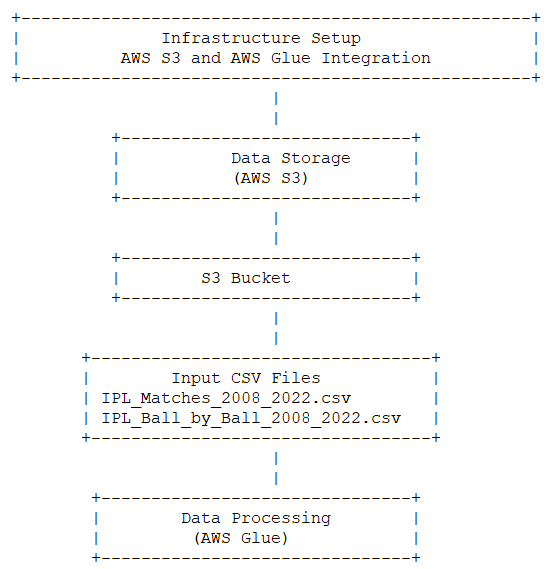 Infrastructure Setup
AWS S3 and AWS Glue Integration
Data Storage
(AWS S3)
S3 Bucket
Input CSV Files
IPL_Matches_2008_2022.csv
IPL_Ball_by_Ball_2008_2022.csv
Data Processing
(AWS Glue)